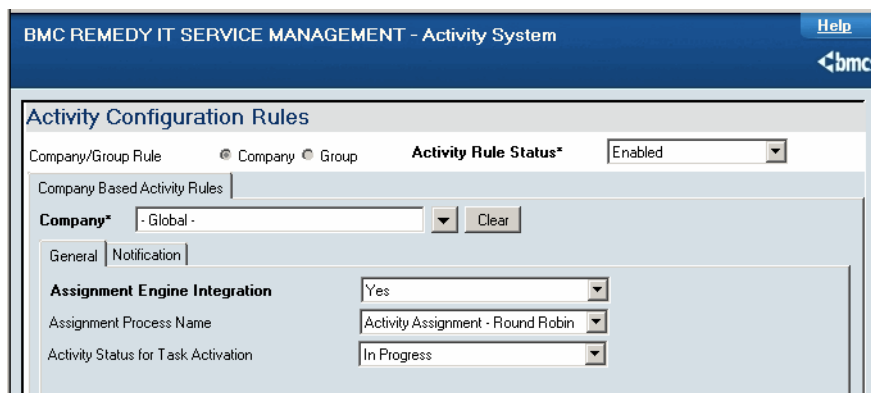 BMC REMEDY IT SERVICE MANAGEMENT - Activity System
Help
bmc
Activity Configuration Rules
Company/Group Rule Company Group Activity Rule Status* Enabled
Company Based Activity Rules
Company* - Global - Clear
General Notification
Assignment Engine Integration Yes
Assignment Process Name Activity Assignment - Round Robin
Activity Status for Task Activation In Progress